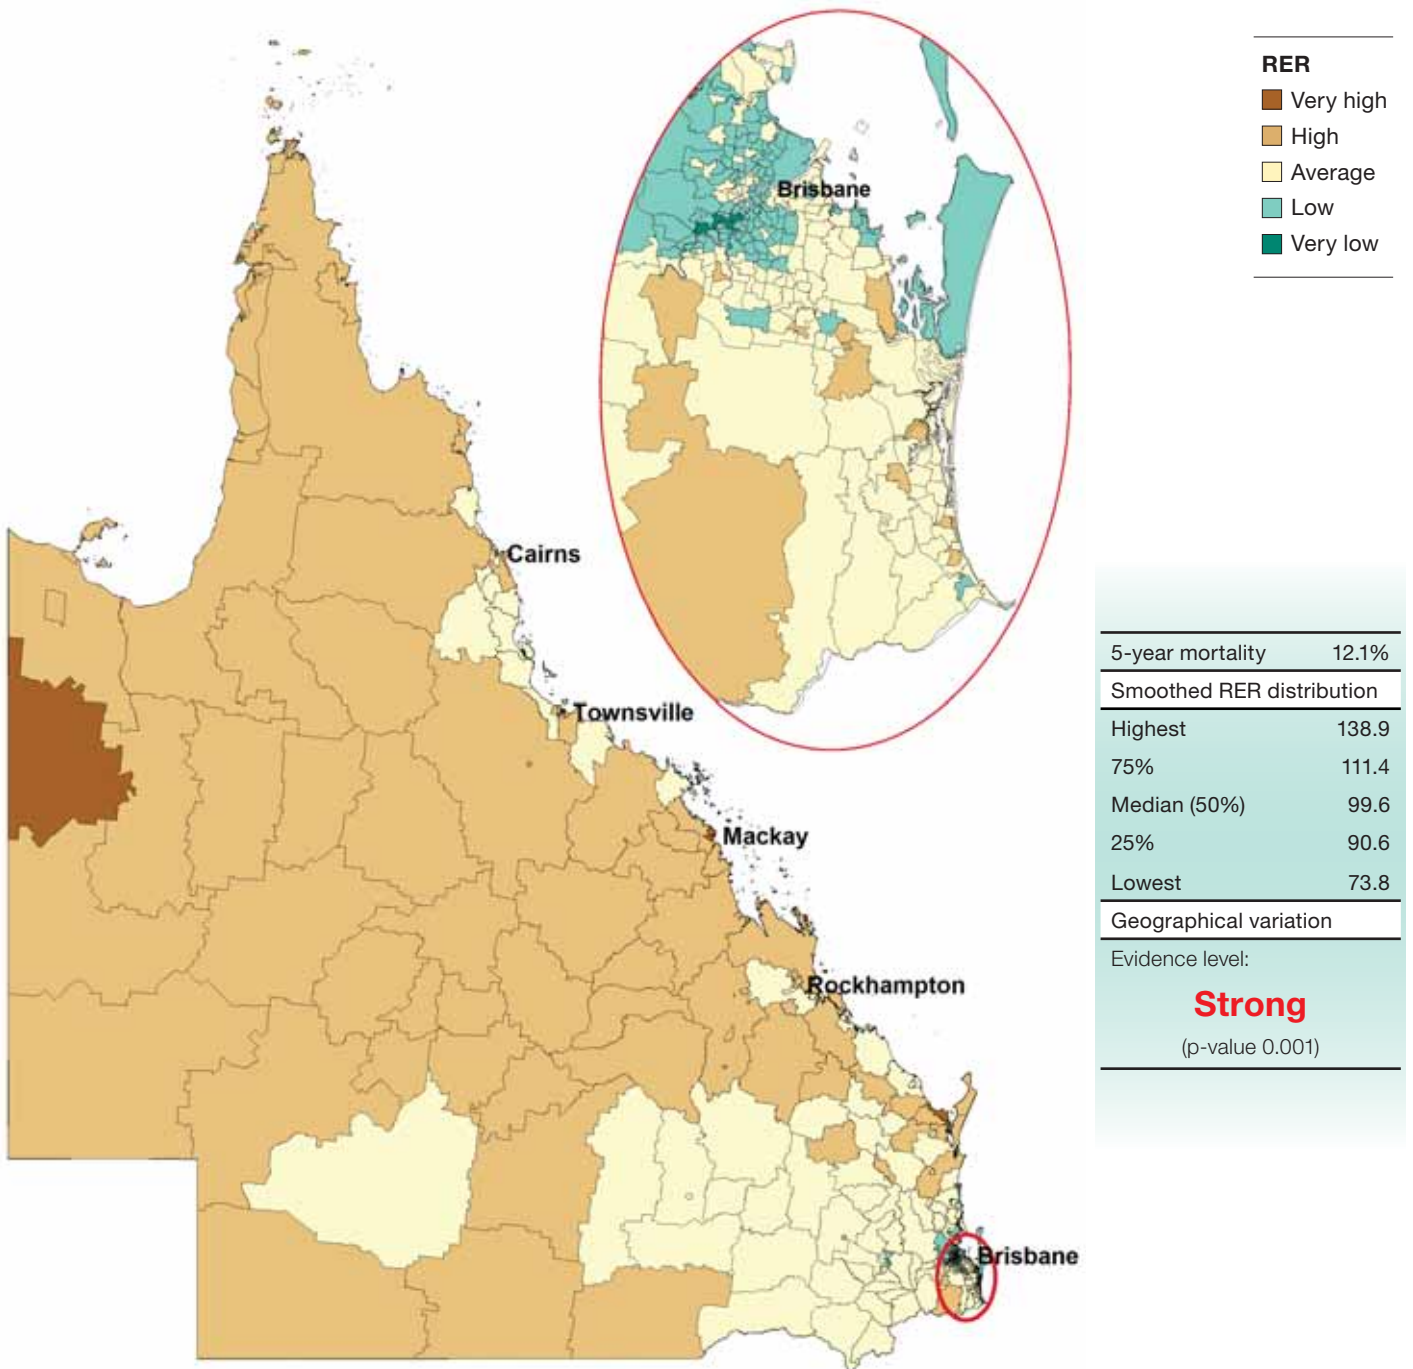 RER
Very high
High
Average
Low
Very low
Brisbane
Cairns
Townsville
Mackay
Rockhampton
Brisbane
5-year mortality 12.1%
Smoothed RER distribution
Highest 138.9
75% 111.4
Median (50%) 99.6
25% 90.6
Lowest 73.8
Geographical variation
Evidence level:
Strong
(p-value 0.001)